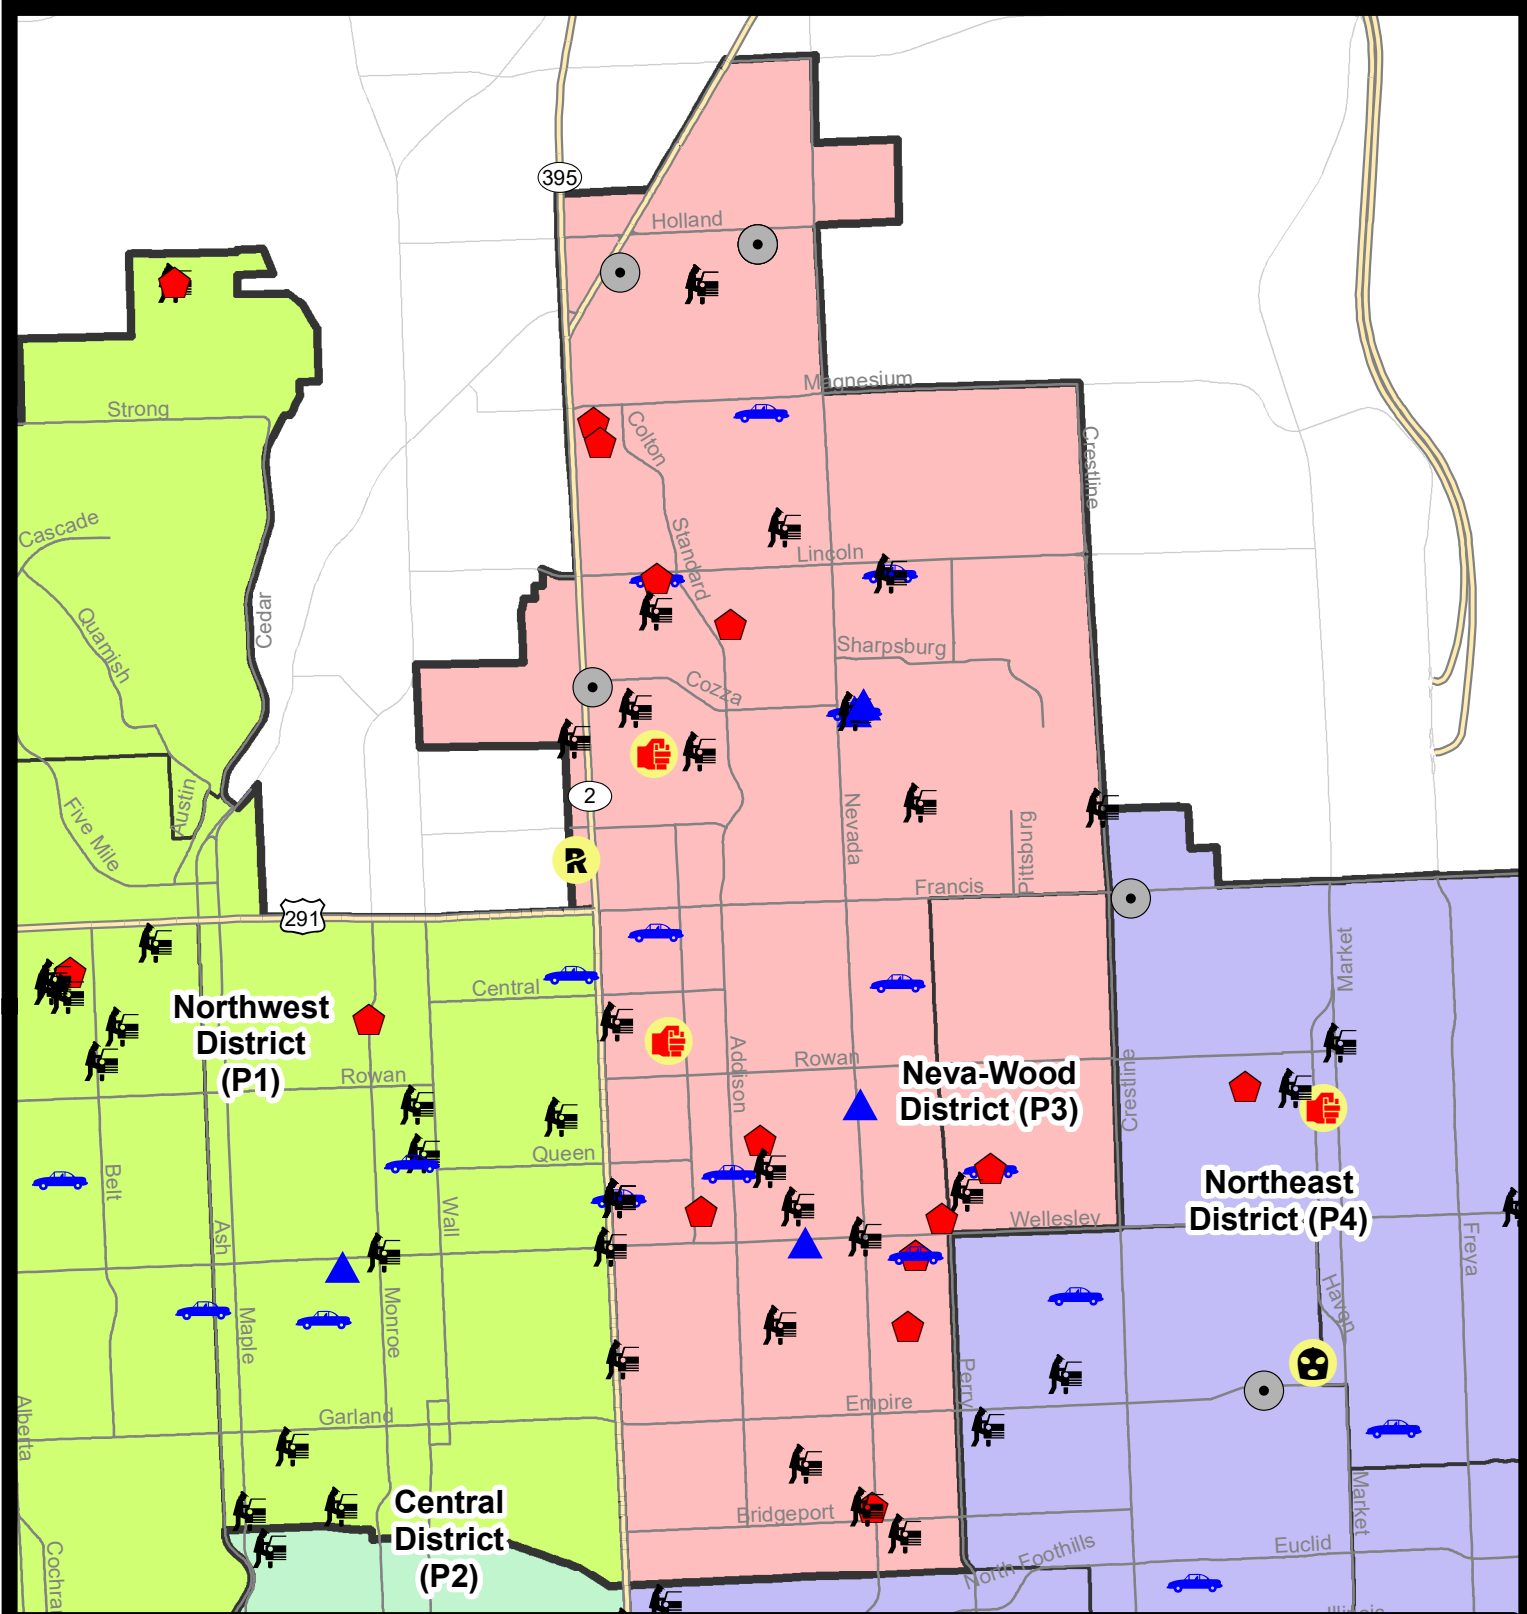 395
Holland
Magnesium
Strong
Colton
Crestline
Cascade
Standard
Lincoln
Quamish
Cedar
Sharpsburg
Cozza
2
Five Mile
Austin
Nevada
Pittsburg
Francis
291
Market
Central
Northwest
District
(P1)
Addison
Rowan
Neva-Wood
District (P3)
Crestline
Rowan
Queen
Belt
Wall
Ash
Northeast
District (P4)
Wellesley
Freya
Haven
Maple
Monroe
Perry
Alberta
Garland
Empire
Market
Central
District
(P2)
Bridgeport
North Foothills
Euclid